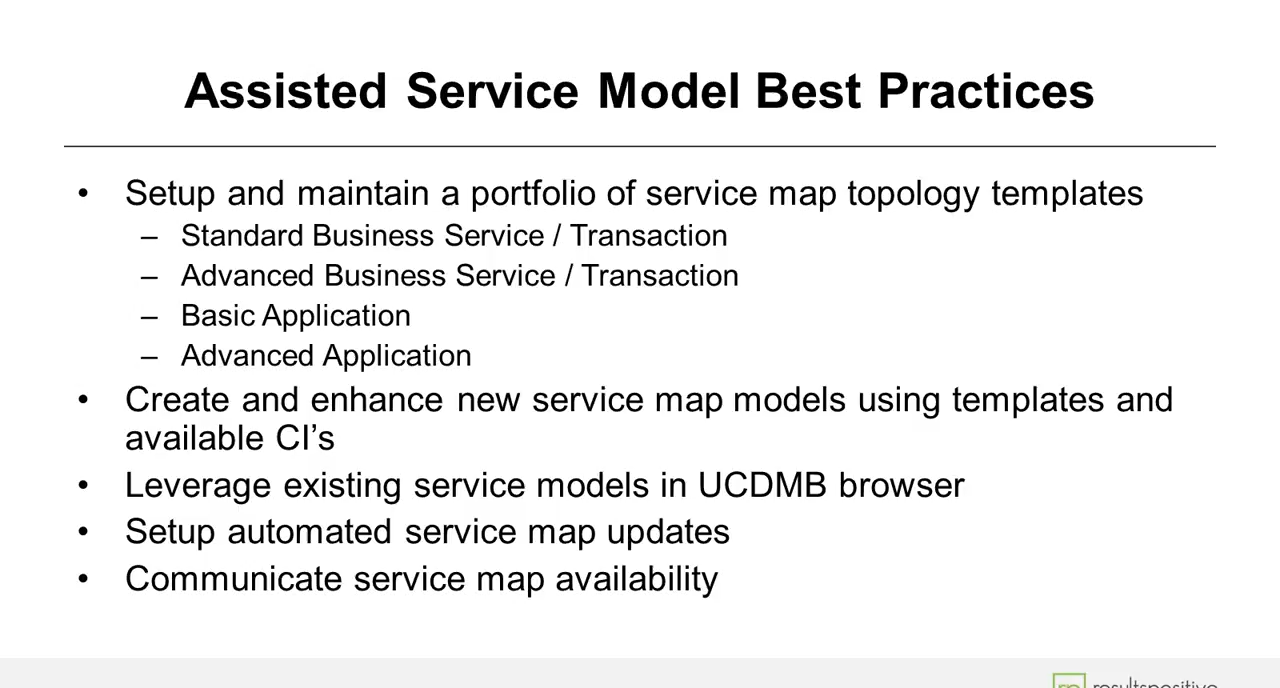 Assisted Service Model Best Practices
• Setup and maintain a portfolio of service map topology templates
– Standard Business Service / Transaction
– Advanced Business Service / Transaction
– Basic Application
– Advanced Application
• Create and enhance new service map models using templates and
available CI’s
• Leverage existing service models in UCDMB browser
• Setup automated service map updates
• Communicate service map availability
resultspositive